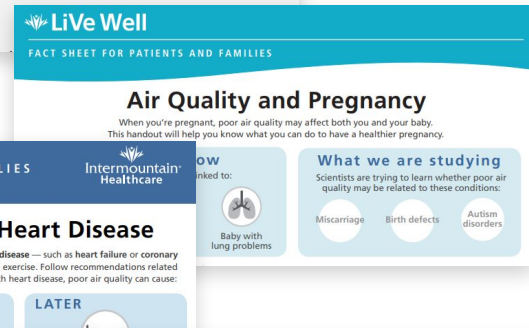 LiVe Well
FACT SHEET FOR PATIENTS AND FAMILIES
Air Quality and Pregnancy
When you're pregnant, poor air quality may affect both you and your baby.
This handout will help you know what you can do to have a healthier pregnancy.
What we are studying
Scientists are trying to learn whether poor air
quality may be related to these conditions:
Miscarriage
Birth defects
Autism
disorders
Baby with
lung problems
Intermountain
Healthcare
Heart Disease
disease — such as heart failure or coronary
exercise. Follow recommendations related
heart disease, poor air quality can cause:
LATER